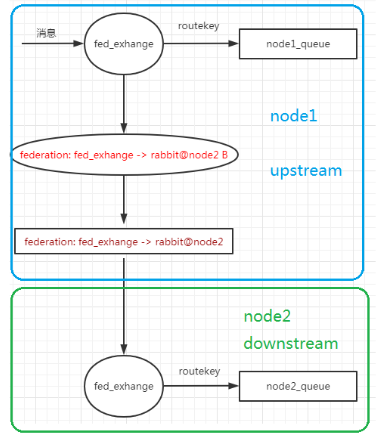 消息
routekey
fed_exhange
node1_queue
node1
federation: fed_exhange -> rabbit@node2 B
upstream
federation: fed_exhange -> rabbit@node2
node2
downstream
routekey
fed_exhange
node2_queue